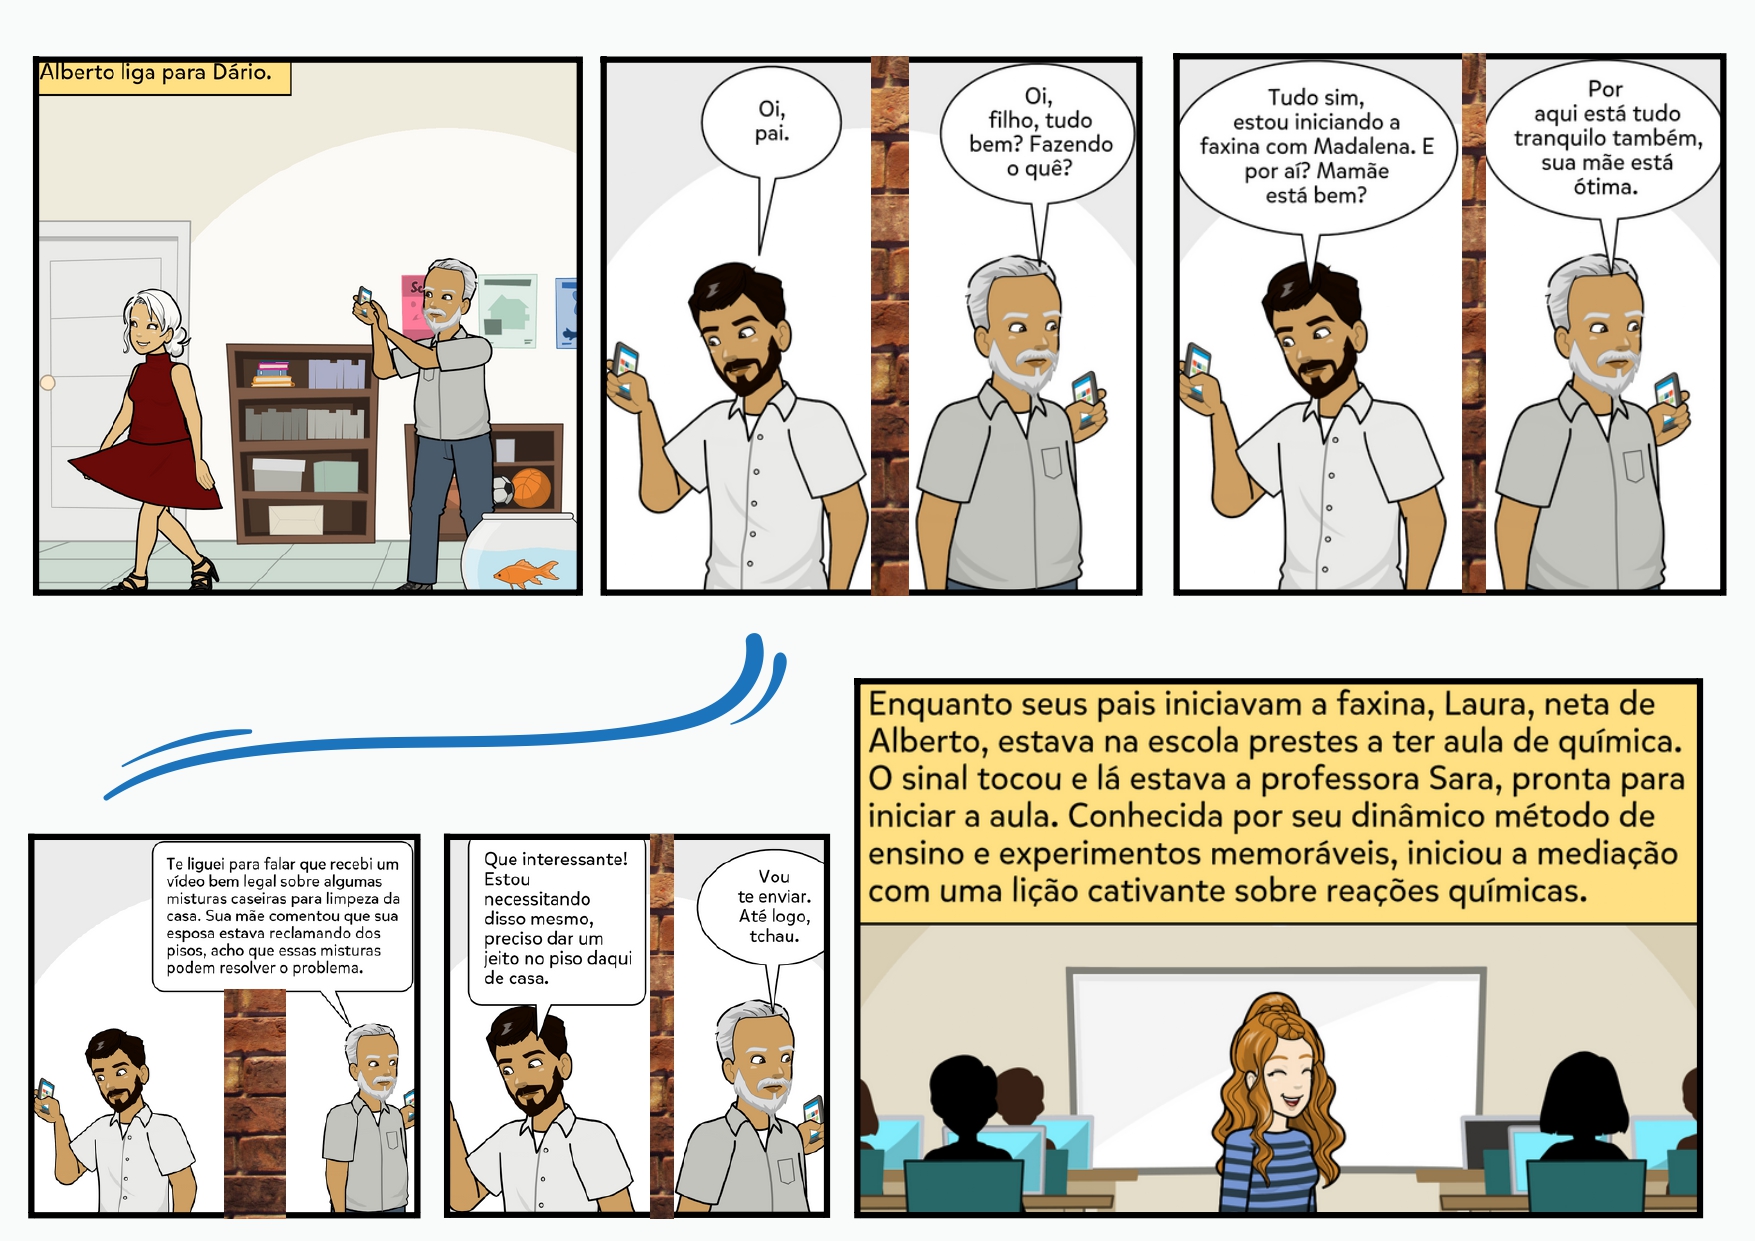 Alberto liga para Dário.
Oi,
pai.
Oi,
filho, tudo
bem? Fazendo
o quê?
Tudo sim,
estou iniciando a
faxina com Madalena. E
por aí? Mamãe
está bem?
Por
aqui está tudo
tranquilo também,
sua mãe está
ótima.
Te liguei para falar que recebi um
vídeo bem legal sobre algumas
misturas caseiras para limpeza da
casa. Sua mãe comentou que sua
esposa estava reclamando dos
pisos, acho que essas misturas
podem resolver o problema.
Que interessante!
Estou
necessitando
disso mesmo,
preciso dar um
jeito no piso daqui
de casa.
Vou
te enviar.
Até logo,
tchau.
Enquanto seus pais iniciavam a faxina, Laura, neta de
Alberto, estava na escola prestes a ter aula de química.
O sinal tocou e lá estava a professora Sara, pronta para
iniciar a aula. Conhecida por seu dinâmico método de
ensino e experimentos memoráveis, iniciou a mediação
com uma lição cativante sobre reações químicas.